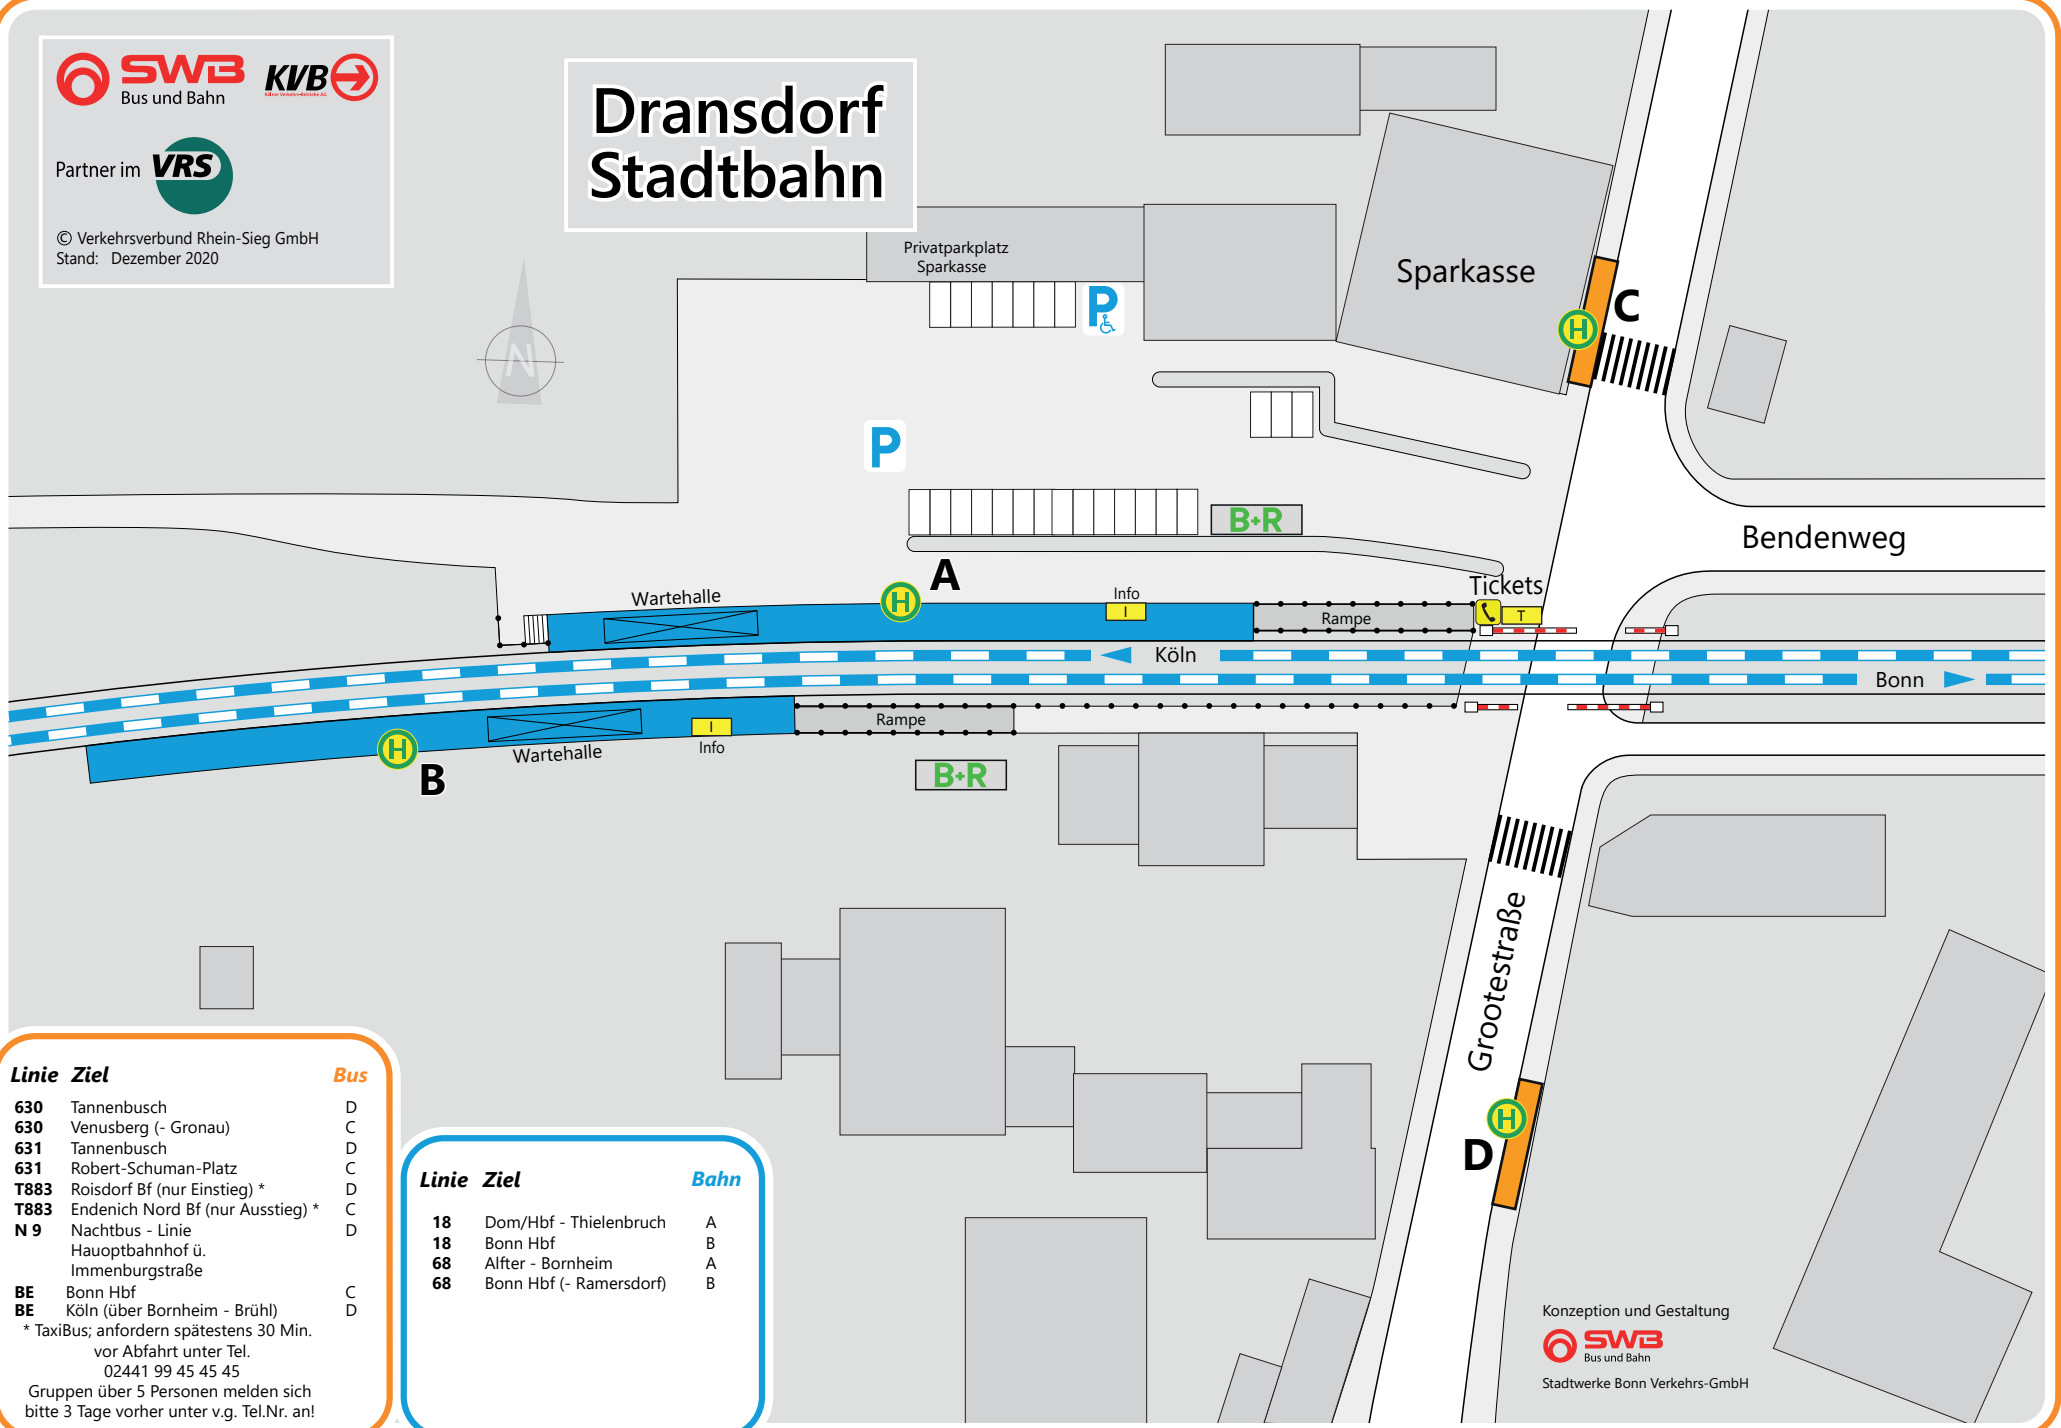 SWB
Bus und Bahn
KVB
Kölner Verkehrs-Betriebe AG
Partner im VRS
© Verkehrsverbund Rhein-Sieg GmbH
Stand: Dezember 2020
Dransdorf
Stadtbahn
N
Privatparkplatz
Sparkasse
P
Sparkasse
H
C
P
B+R
Bendenweg
A
H
Wartehalle
Info
I
Rampe
Tickets
T
Köln
Bonn
Rampe
I
Info
Wartehalle
H
B
B+R
Grootestraße
H
D
Linie Ziel Bus
630 Tannenbusch D
630 Venusberg (- Gronau) C
631 Tannenbusch D
631 Robert-Schuman-Platz C
T883 Roisdorf Bf (nur Einstieg) * D
T883 Endenich Nord Bf (nur Ausstieg) * C
N 9 Nachtbus - Linie D
Hauoptbahnhof ü.
Immenburgstraße
BE Bonn Hbf C
BE Köln (über Bornheim - Brühl) D
* TaxiBus; anfordern spätestens 30 Min.
vor Abfahrt unter Tel.
02441 99 45 45 45
Gruppen über 5 Personen melden sich
bitte 3 Tage vorher unter v.g. Tel.Nr. an!
Linie Ziel Bahn
18 Dom/Hbf - Thielenbruch A
18 Bonn Hbf B
68 Alfter - Bornheim A
68 Bonn Hbf (- Ramersdorf) B
Konzeption und Gestaltung
SWB
Bus und Bahn
Stadtwerke Bonn Verkehrs-GmbH